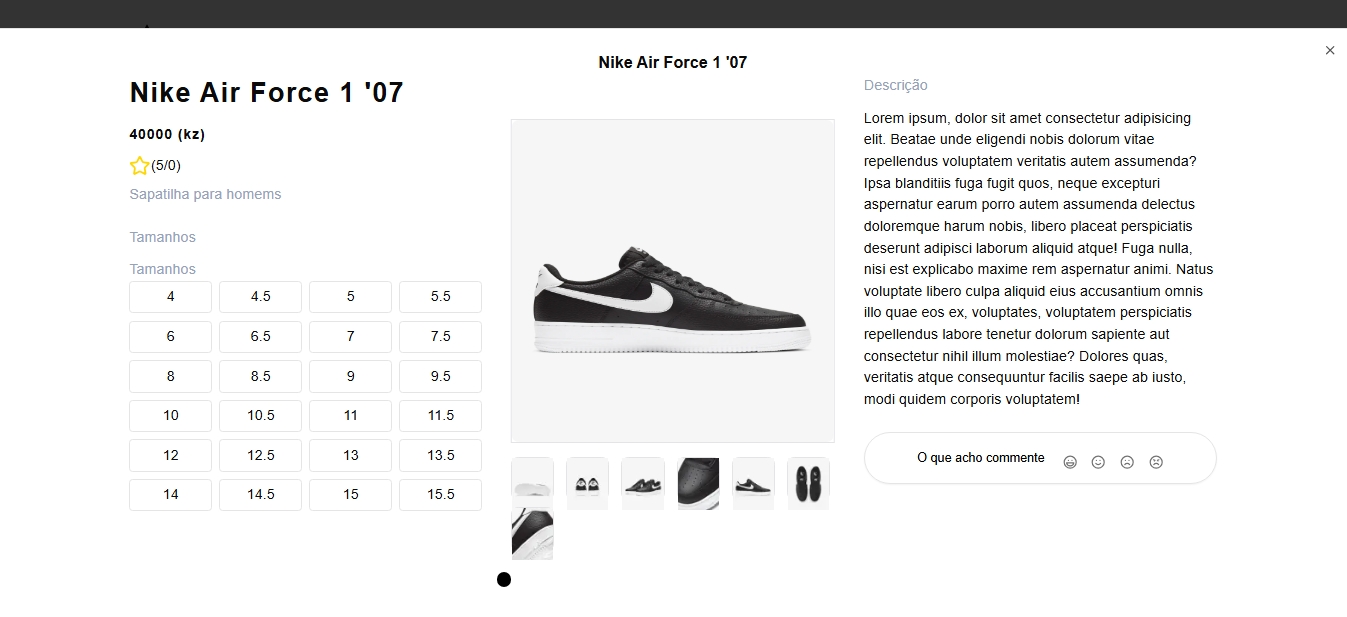 Nike Air Force 1 '07
Nike Air Force 1 '07
40000 (kz)
(5/0)
Sapatilha para homems
Tamanhos
Tamanhos
4 4.5 5 5.5
6 6.5 7 7.5
8 8.5 9 9.5
10 10.5 11 11.5
12 12.5 13 13.5
14 14.5 15 15.5
Descrição
Lorem ipsum, dolor sit amet consectetur adipisicing
elit. Beatae unde eligendi nobis dolorum vitae
repellendus voluptatem veritatis autem assumenda?
Ipsa blanditiis fuga fugit quos, neque excepturi
aspernatur earum porro autem assumenda delectus
doloremque harum nobis, libero placeat perspiciatis
deserunt adipisci laborum aliquid atque! Fuga nulla,
nisi est explicabo maxime rem aspernatur animi. Natus
voluptate libero culpa aliquid eius accusantium omnis
illo quae eos ex, voluptates, voluptatem perspiciatis
repellendus labore tenetur dolorum sapiente aut
consectetur nihil illum molestiae? Dolores quas,
veritatis atque consequuntur facilis saepe ab iusto,
modi quidem corporis voluptatem!
O que acho commente